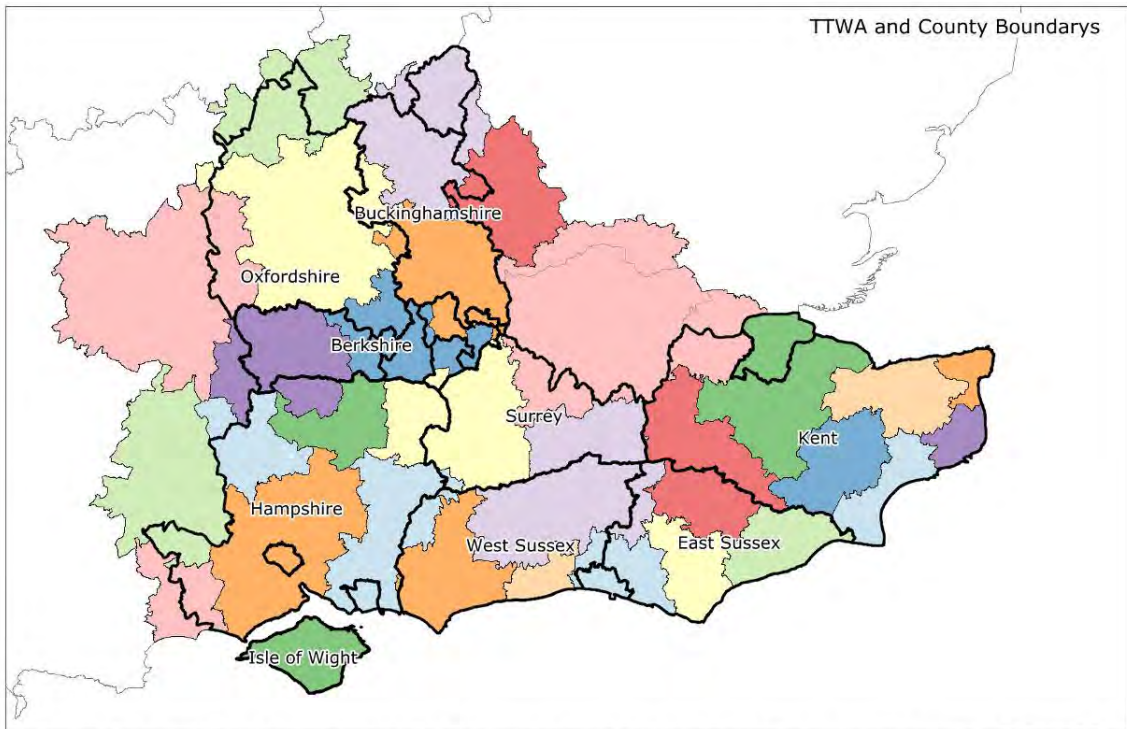 TTWA and County Boundarys
Buckinghamshire
Oxfordshire
Berkshire
Surrey
Kent
Hampshire
West Sussex
East Sussex
Isle of Wight